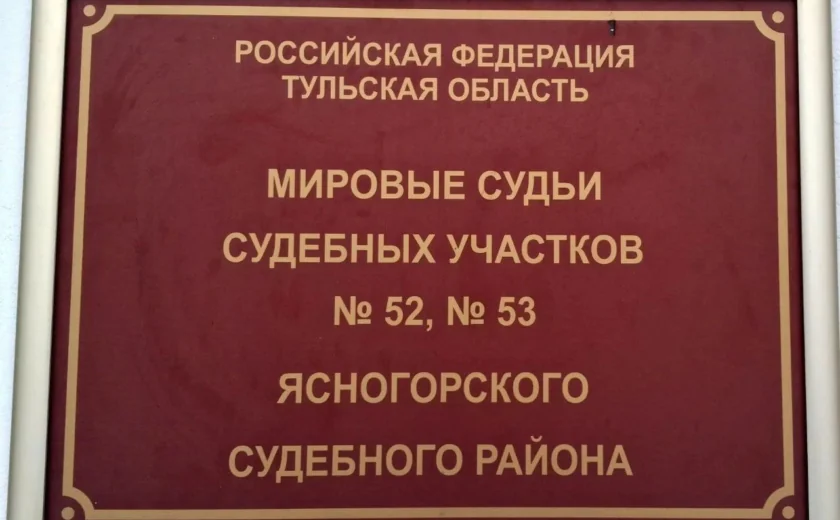 РОССИЙСКАЯ ФЕДЕРАЦИЯ
ТУЛЬСКАЯ ОБЛАСТЬ
МИРОВЫЕ СУДЬИ
СУДЕБНЫХ УЧАСТКОВ
№ 52, № 53
ЯСНОГОРСКОГО
СУДЕБНОГО РАЙОНА